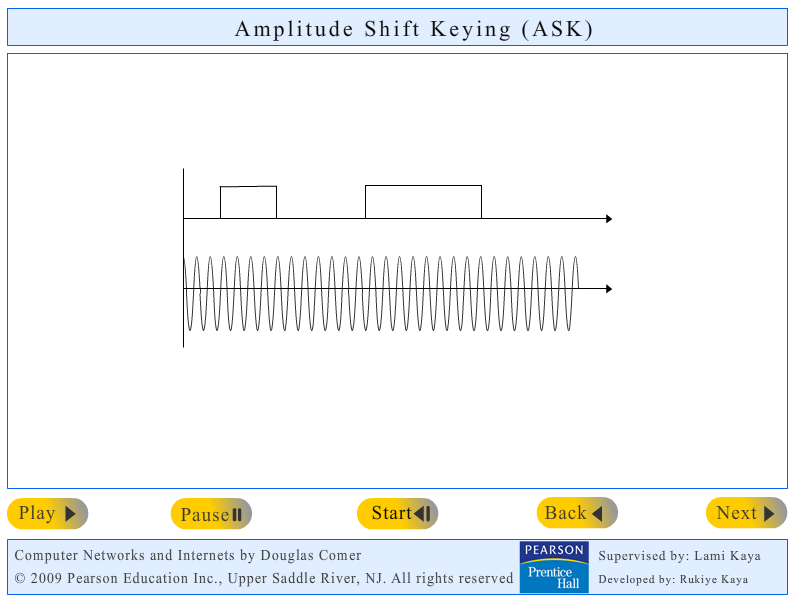 Amplitude Shift Keying (ASK)
Play
Pause
Start
Back
Next
Computer Networks and Internets by Douglas Comer
© 2009 Pearson Education Inc., Upper Saddle River, NJ. All rights reserved
PEARSON
Prentice
Hall
Supervised by: Lami Kaya
Developed by: Rukiye Kaya